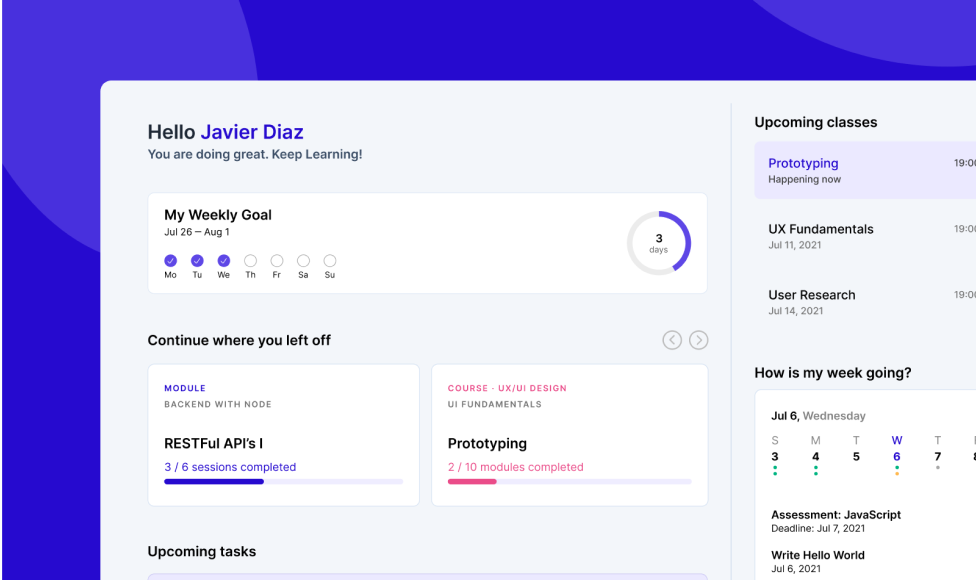 Hello Javier Diaz
You are doing great. Keep Learning!
My Weekly Goal
Jul 26 – Aug 1
Mo Tu We Th Fr Sa Su
3
days
Continue where you left off
MODULE
BACKEND WITH NODE
RESTFul API’s I
3 / 6 sessions completed
COURSE · UX/UI DESIGN
UI FUNDAMENTALS
Prototyping
2 / 10 modules completed
Upcoming tasks
Upcoming classes
Prototyping 19:00
Happening now
UX Fundamentals 19:00
Jul 11, 2021
User Research 19:00
Jul 14, 2021
How is my week going?
Jul 6, Wednesday
S M T W T
3 4 5 6 7
Assessment: JavaScript
Deadline: Jul 7, 2021
Write Hello World
Jul 6, 2021